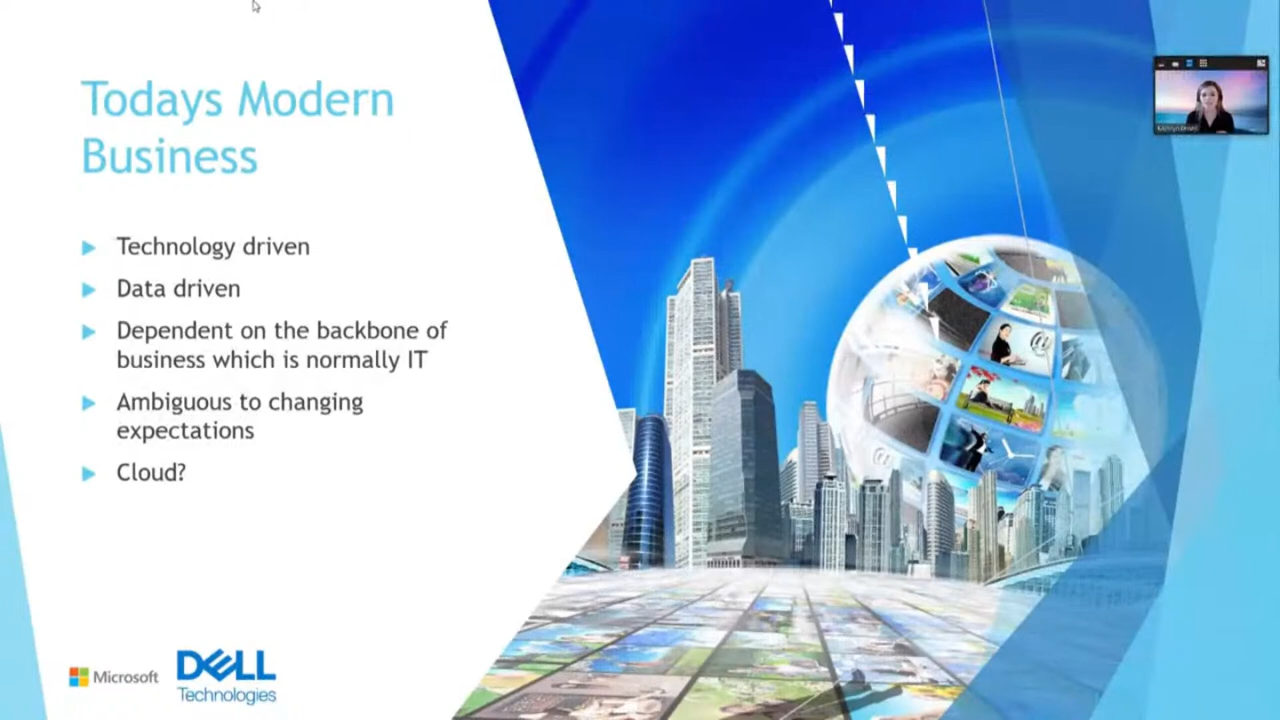 Todays Modern
Business
Technology driven
Data driven
Dependent on the backbone of
business which is normally IT
Ambiguous to changing
expectations
Cloud?
Microsoft
DELL
Technologies